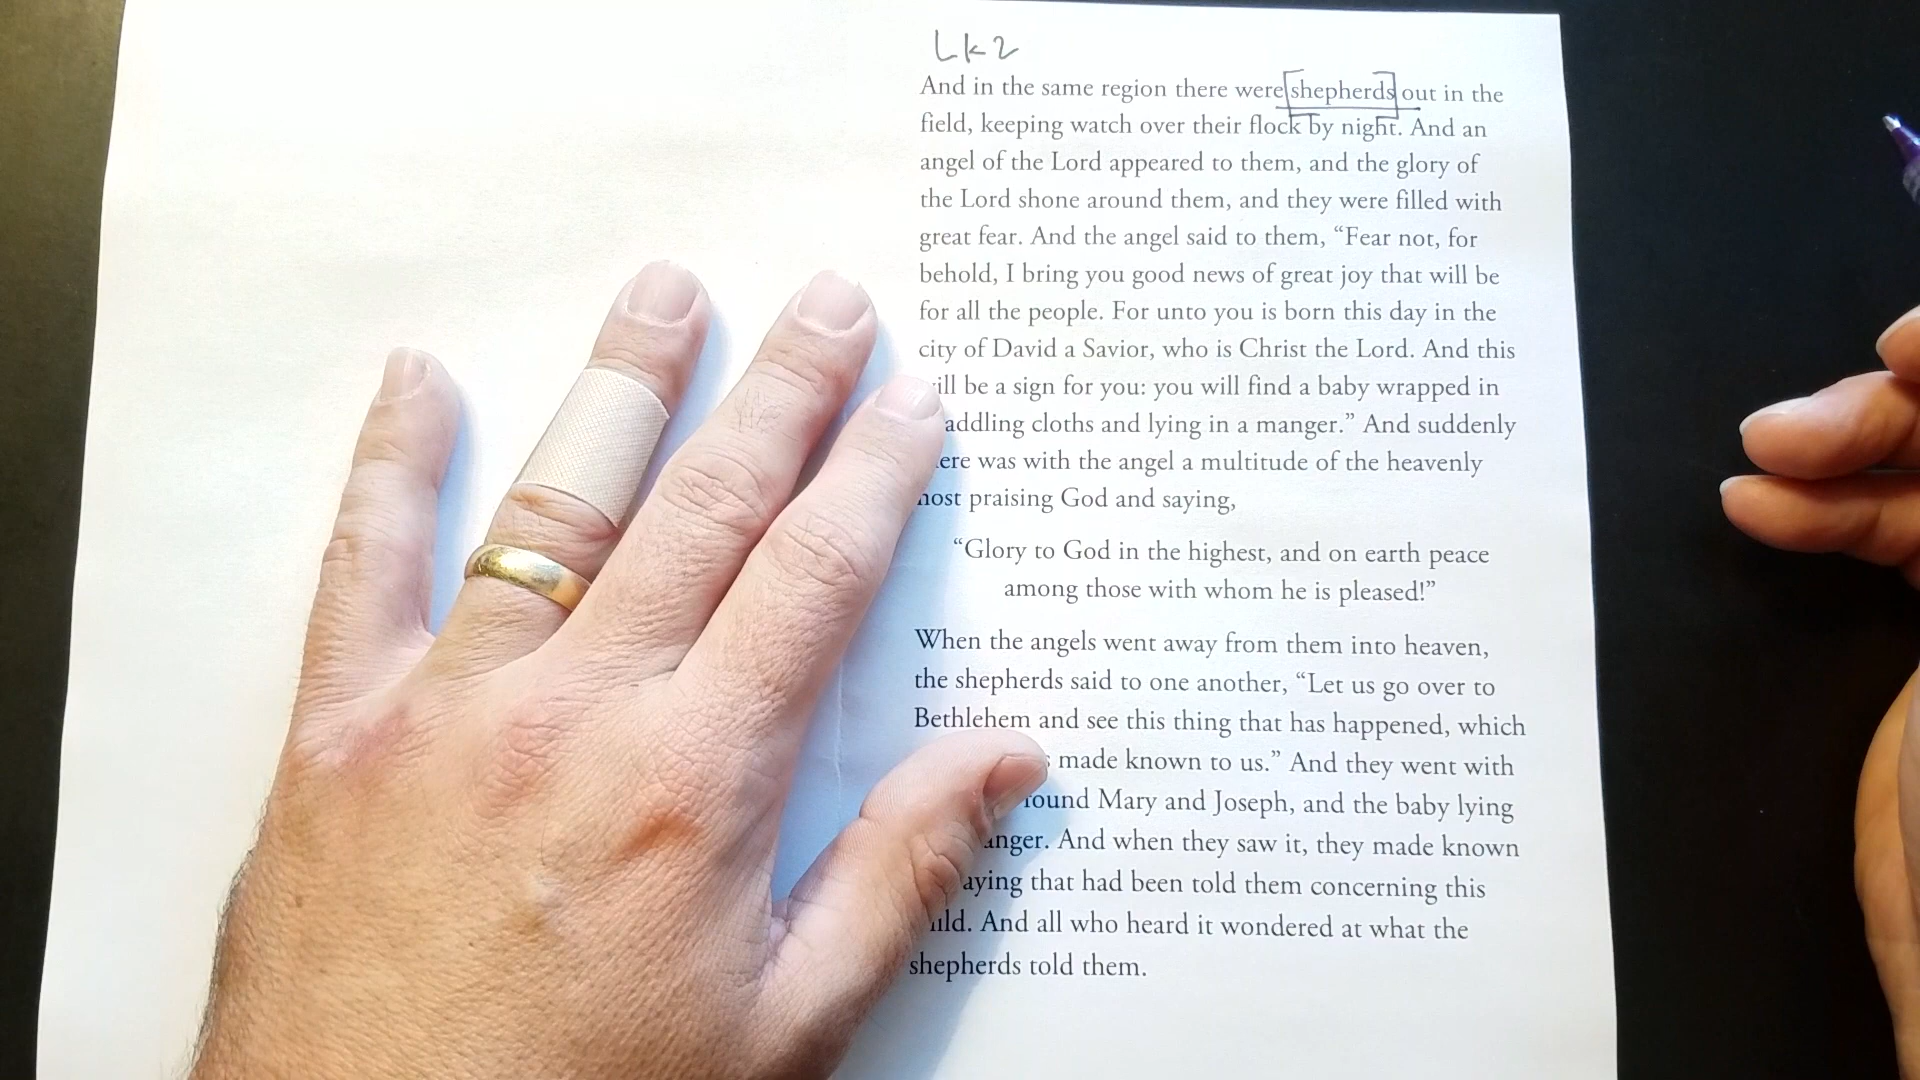 Lk 2
And in the same region there were shepherds out in the
field, keeping watch over their flock by night. And an
angel of the Lord appeared to them, and the glory of
the Lord shone around them, and they were filled with
great fear. And the angel said to them, “Fear not, for
behold, I bring you good news of great joy that will be
for all the people. For unto you is born this day in the
city of David a Savior, who is Christ the Lord. And this
will be a sign for you: you will find a baby wrapped in
addling cloths and lying in a manger.” And suddenly
ere was with the angel a multitude of the heavenly
host praising God and saying,
“Glory to God in the highest, and on earth peace
among those with whom he is pleased!”
When the angels went away from them into heaven,
the shepherds said to one another, “Let us go over to
Bethlehem and see this thing that has happened, which
made known to us.” And they went with
found Mary and Joseph, and the baby lying
anger. And when they saw it, they made known
aying that had been told them concerning this
ild. And all who heard it wondered at what the
shepherds told them.